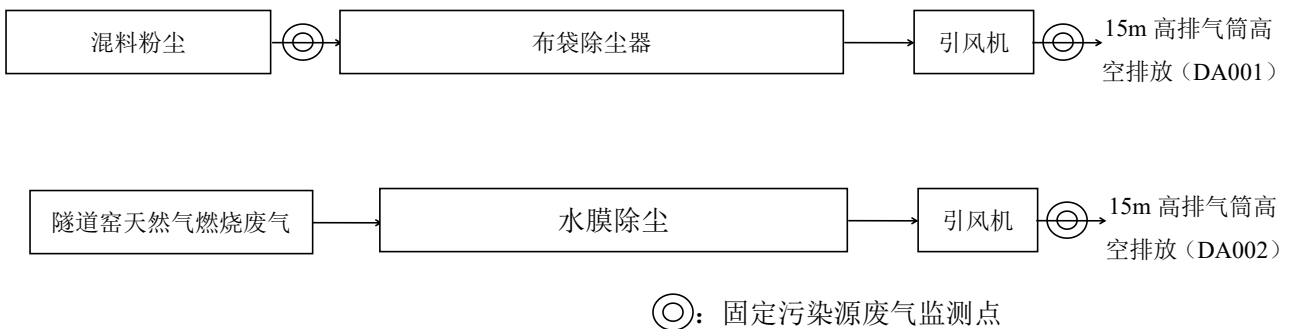 混料粉尘
布袋除尘器
引风机
15m 高排气筒高
空排放（DA001）
隧道窑天然气燃烧废气
水膜除尘
引风机
15m 高排气筒高
空排放（DA002）
：固定污染源废气监测点